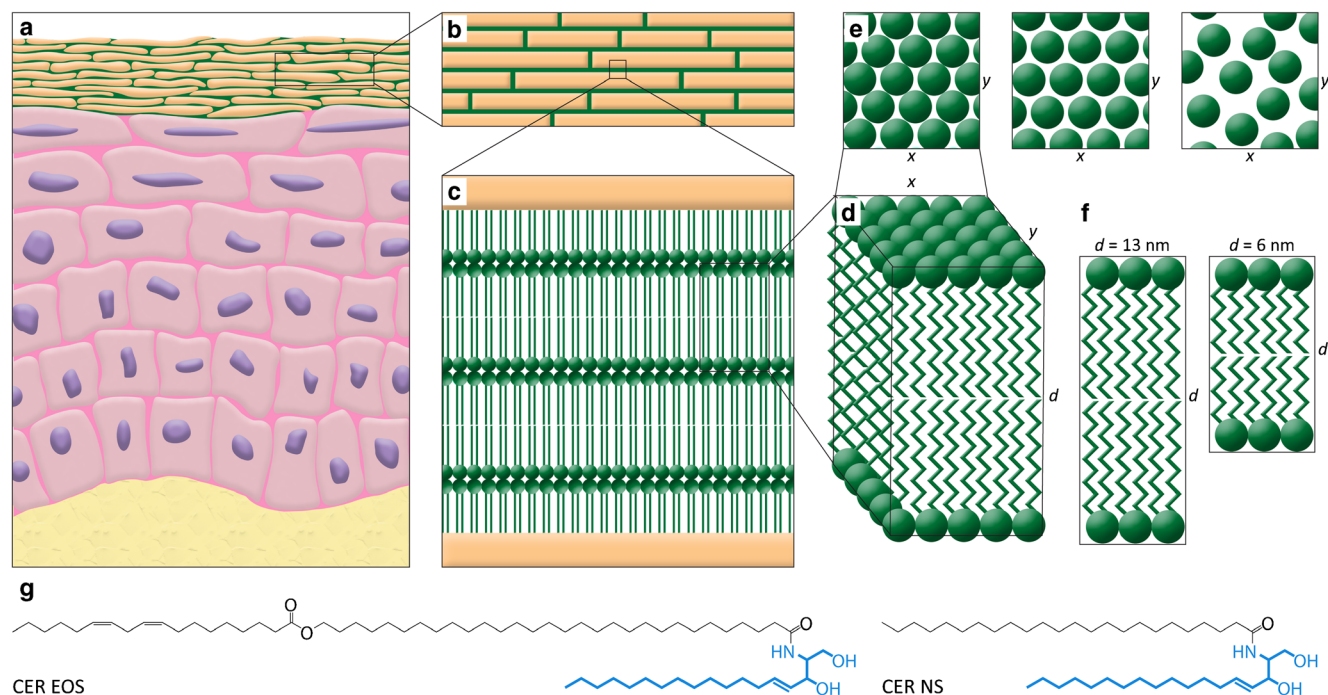 a
b
c
e
y
y
y
x
x
x
x
d
y
d
f
d = 13 nm
d = 6 nm
d
d
g
O
O
O
HN
OH
OH
CER EOS
O
HN
OH
OH
CER NS